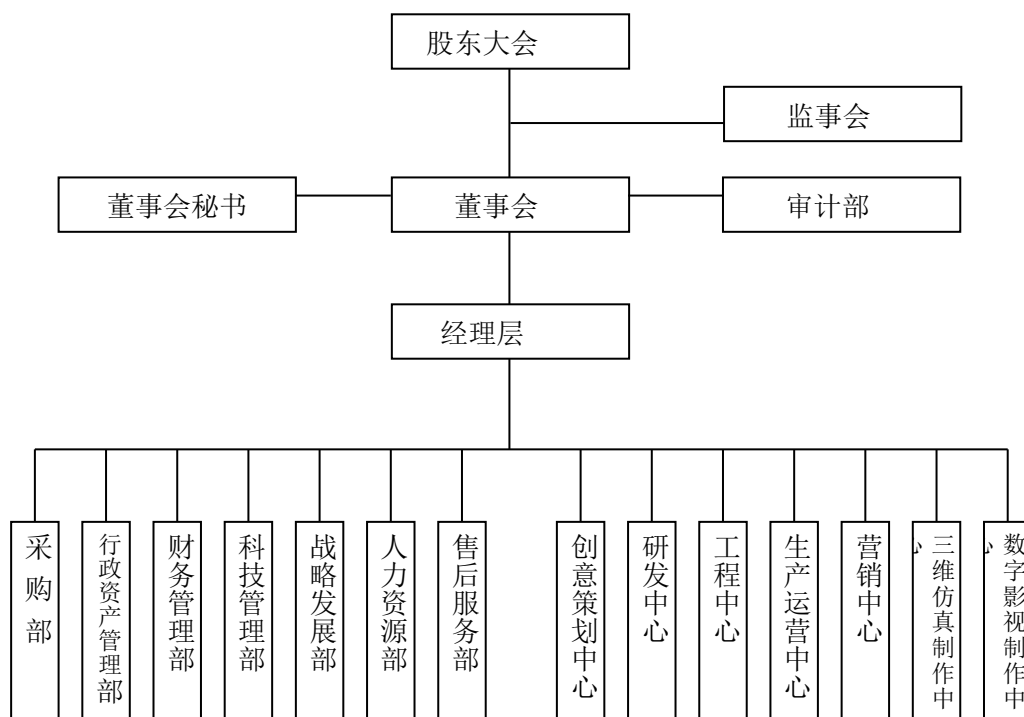 股东大会
监事会
董事会秘书
董事会
审计部
经理层
采购部
行政资产管理部
财务管理部
科技管理部
战略发展部
人力资源部
售后服务部
创意策划中心
研发中心
工程中心
生产运营中心
营销中心
三维仿真制作中心
数字影视制作中心